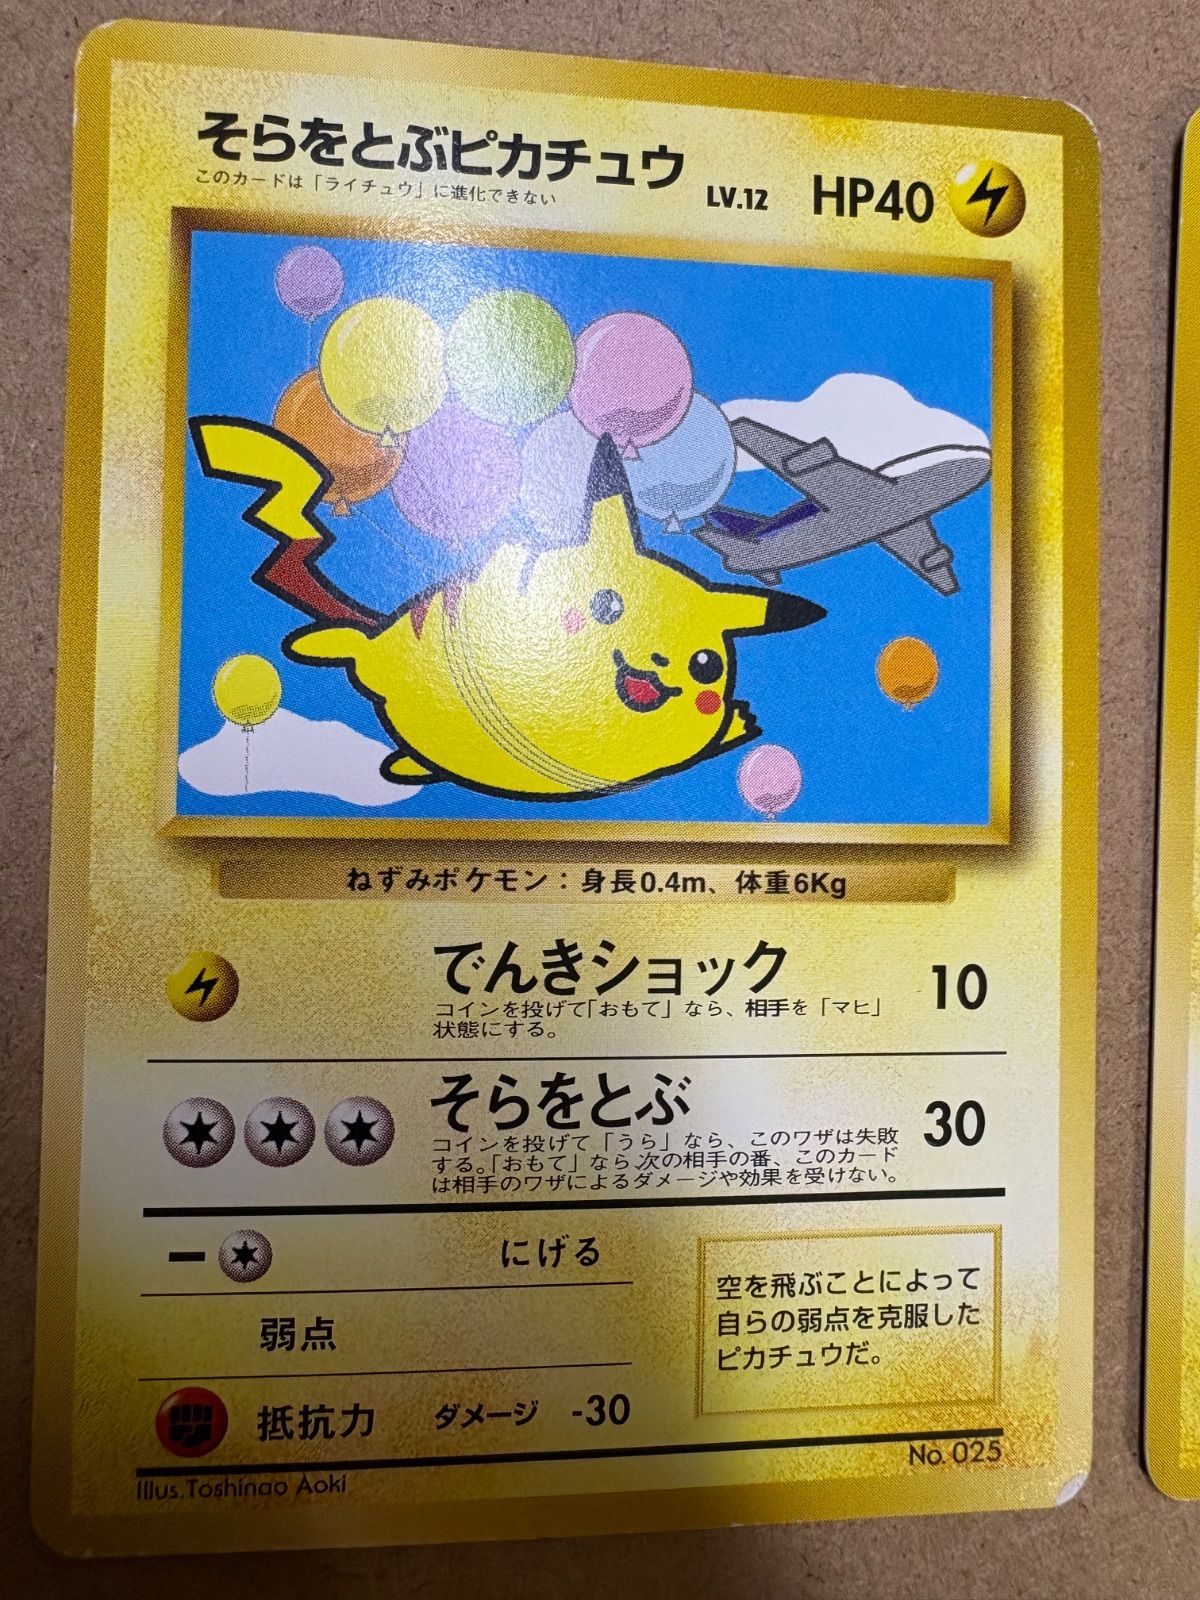 そらをとぶピカチュウ LV.12 HP40
このカードは「ライチュウ」に進化できない
ねずみポケモン：身長0.4m、体重6Kg
でんきショック 10
コインを投げて「おもて」なら、相手を「マヒ」
状態にする。
そらをとぶ 30
コインを投げて「うら」なら、このワザは失敗
する。「おもて」なら、次の相手の番、このカード
は相手のワザによるダメージや効果を受けない。
− にげる
弱点
抵抗力 ダメージ -30
空を飛ぶことによって
自らの弱点を克服した
ピカチュウだ。
Illus.Toshinao Aoki No. 025